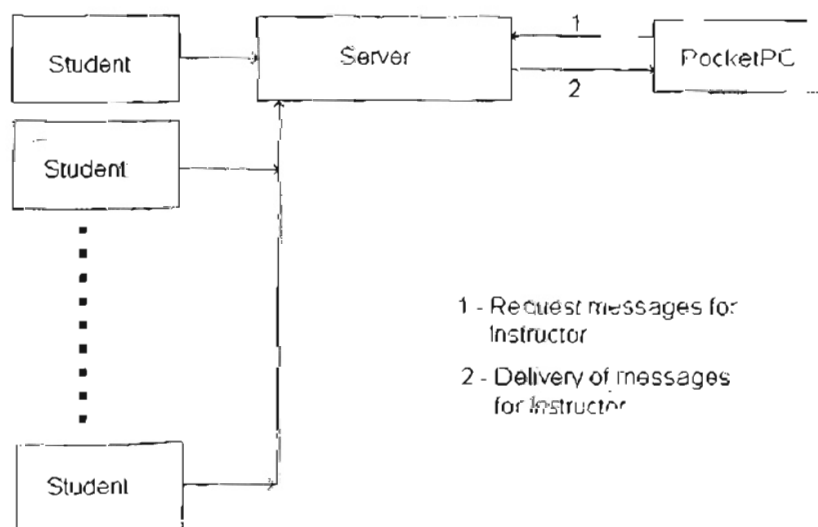 Student
Server
1
2
PocketPC
Student
1 - Request messages for
Instructor
2 - Delivery of messages
for Instructor
Student